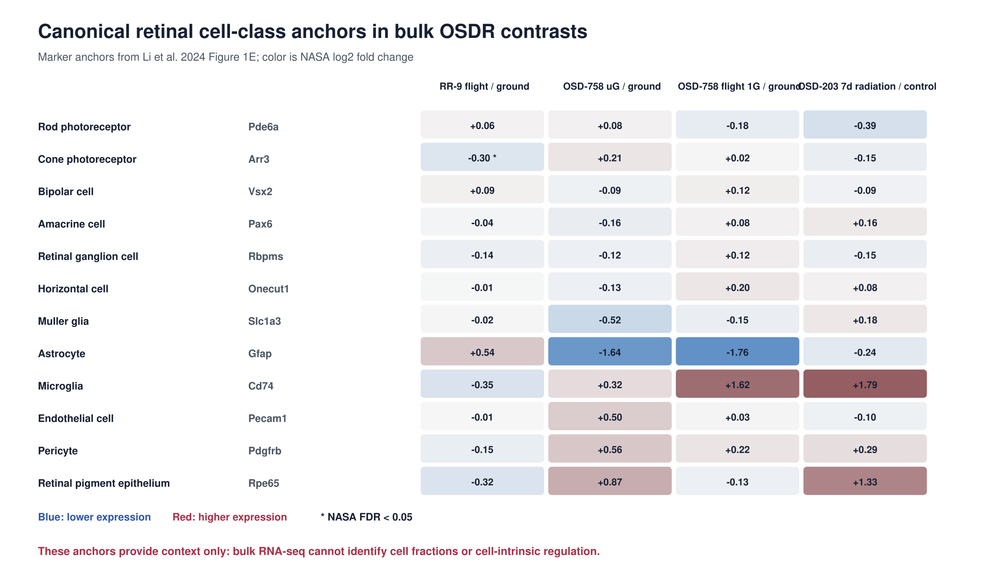 Canonical retinal cell-class anchors in bulk OSDR contrasts
Marker anchors from Li et al. 2024 Figure 1E; color is NASA log2 fold change
RR-9 flight / ground OSD-758 uG / ground OSD-758 flight 1G / ground OSD-203 7d radiation / control
Rod photoreceptor Pde6a +0.06 +0.08 -0.18 -0.39
Cone photoreceptor Arr3 -0.30 * +0.21 +0.02 -0.15
Bipolar cell Vsx2 +0.09 -0.09 +0.12 -0.09
Amacrine cell Pax6 -0.04 -0.16 +0.08 +0.16
Retinal ganglion cell Rbpms -0.14 -0.12 +0.12 -0.15
Horizontal cell Onecut1 -0.01 -0.13 +0.20 +0.08
Muller glia Slc1a3 -0.02 -0.52 -0.15 +0.18
Astrocyte Gfap +0.54 -1.64 -1.76 -0.24
Microglia Cd74 -0.35 +0.32 +1.62 +1.79
Endothelial cell Pecam1 -0.01 +0.50 +0.03 -0.10
Pericyte Pdgfrb -0.15 +0.56 +0.22 +0.29
Retinal pigment epithelium Rpe65 -0.32 +0.87 -0.13 +1.33
Blue: lower expression Red: higher expression * NASA FDR < 0.05
These anchors provide context only: bulk RNA-seq cannot identify cell fractions or cell-intrinsic regulation.